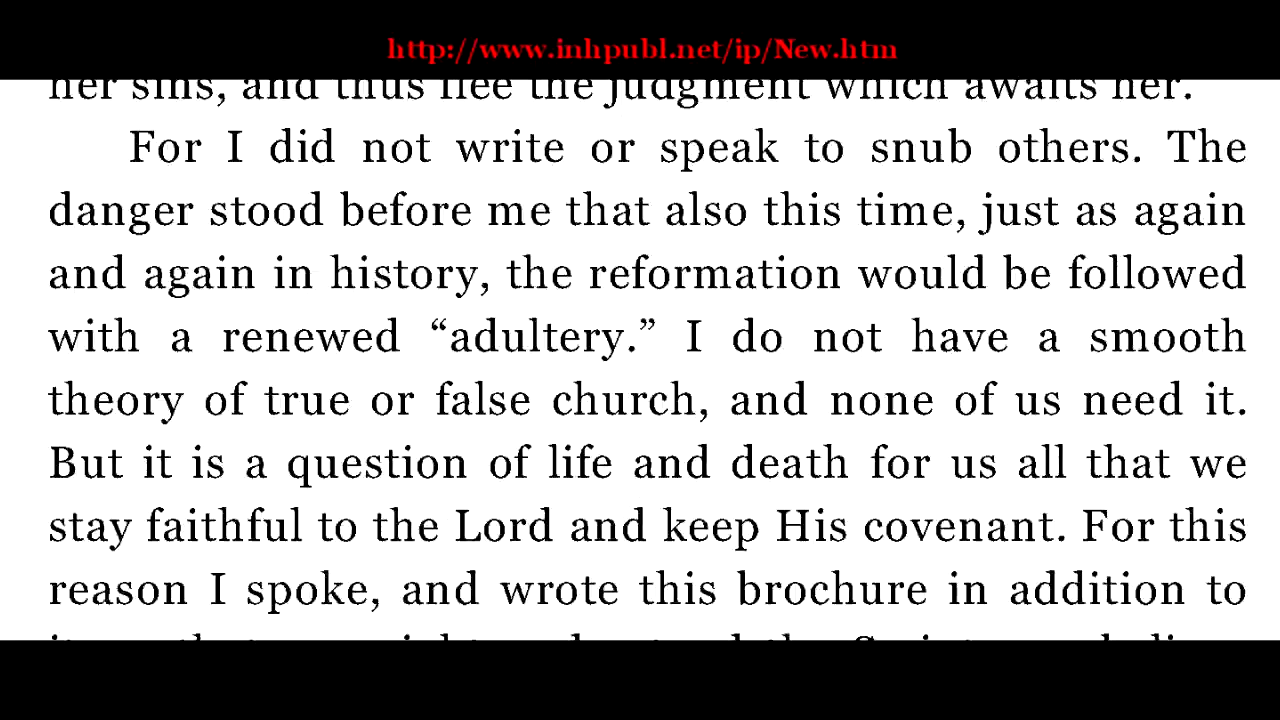 http://www.inhpubl.net/ip/New.htm
her sins, and thus flee the judgment which awaits her.
For I did not write or speak to snub others. The
danger stood before me that also this time, just as again
and again in history, the reformation would be followed
with a renewed “adultery.” I do not have a smooth
theory of true or false church, and none of us need it.
But it is a question of life and death for us all that we
stay faithful to the Lord and keep His covenant. For this
reason I spoke, and wrote this brochure in addition to